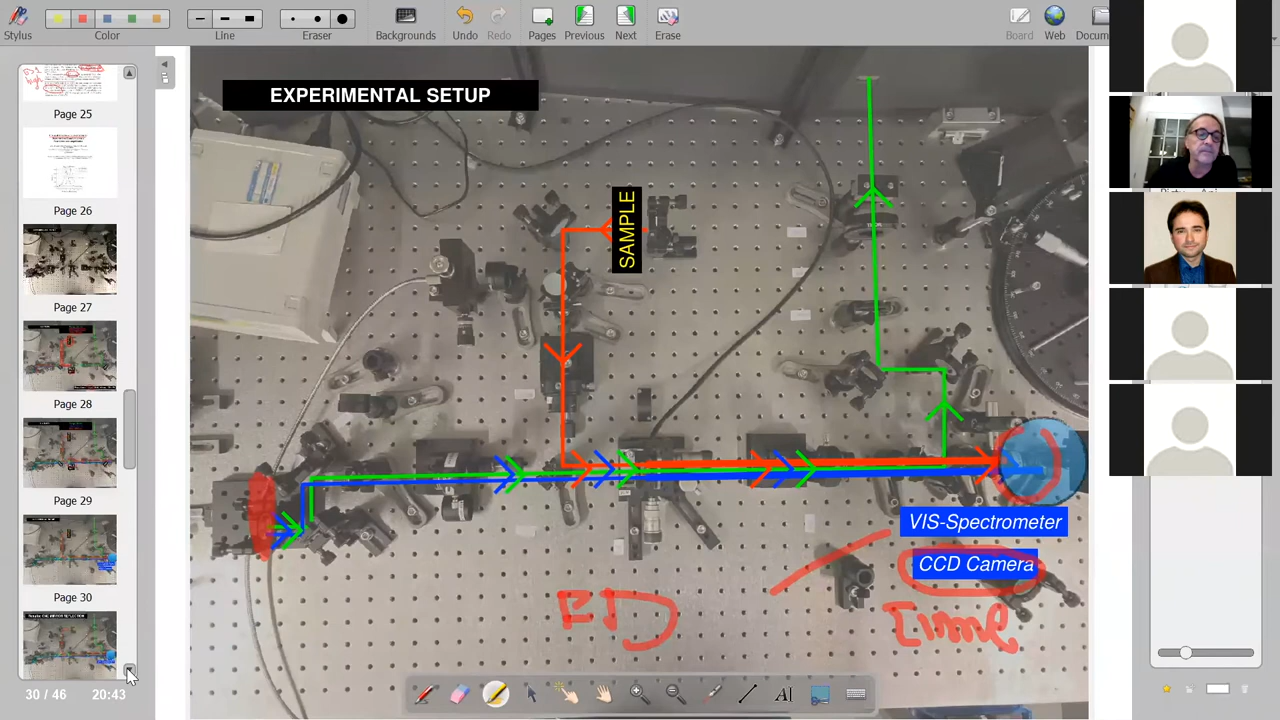 Stylus
Color
Line
Eraser
Backgrounds
Undo
Redo
Pages
Previous
Next
Erase
Board
Web
Docum
EXPERIMENTAL SETUP
SAMPLE
VIS-Spectrometer
CCD Camera
Page 25
Page 26
Page 27
Page 28
Page 29
Page 30
30 / 46
20:43